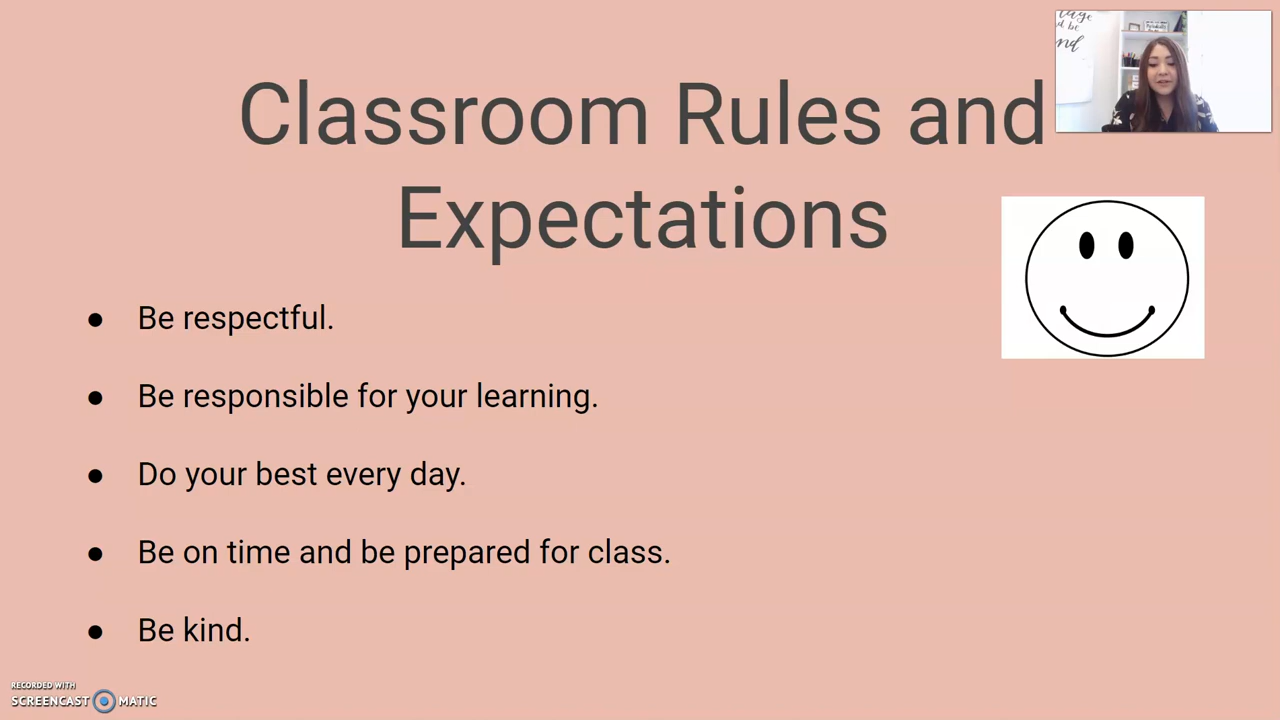 Classroom Rules and
Expectations
● Be respectful.
● Be responsible for your learning.
● Do your best every day.
● Be on time and be prepared for class.
● Be kind.
RECORDED WITH
SCREENCAST MATIC